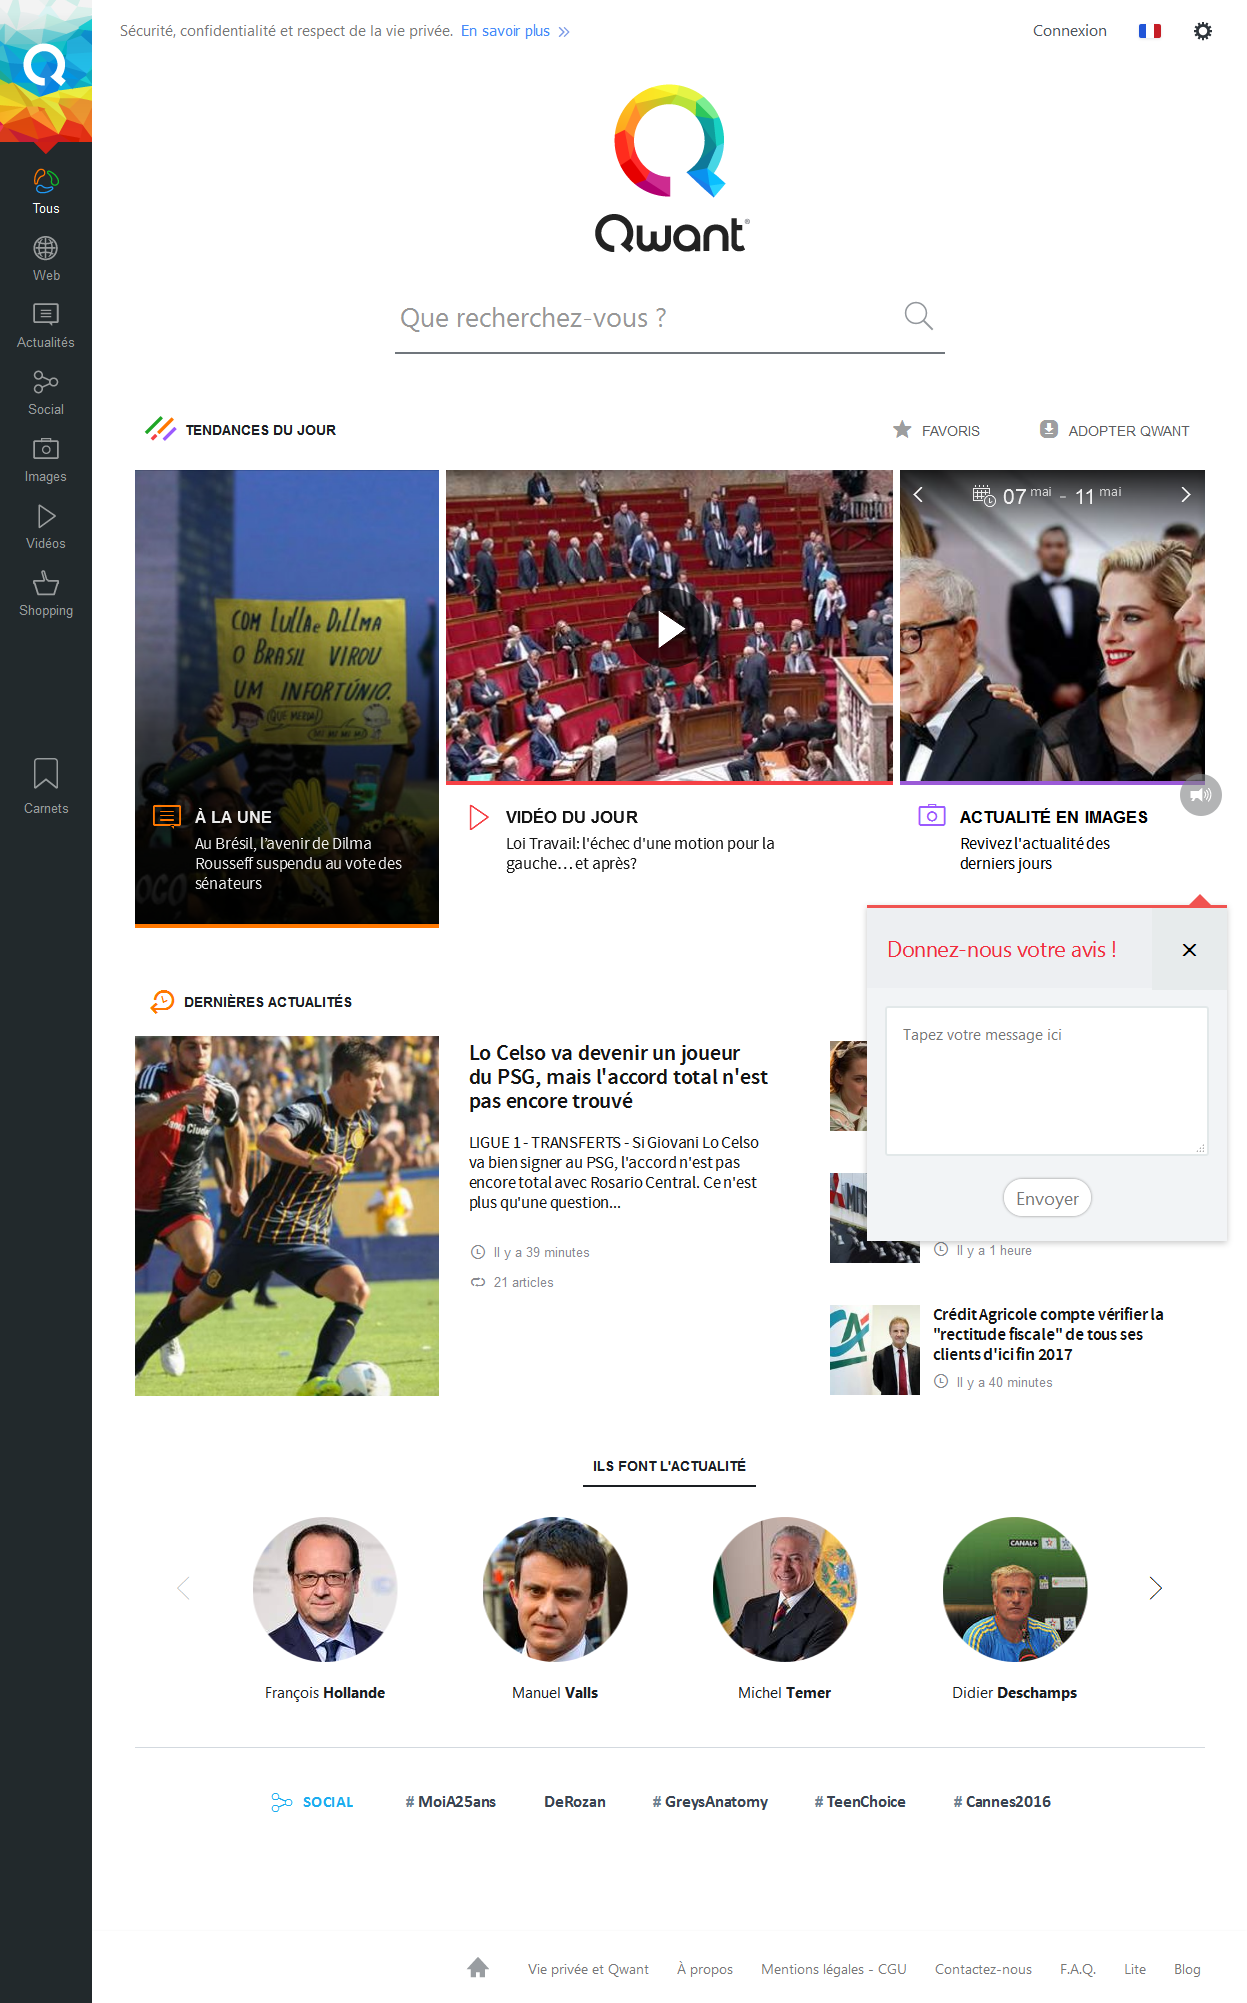 Sécurité, confidentialité et respect de la vie privée. En savoir plus
Connexion
Tous
Web
Actualités
Social
Images
Vidéos
Shopping
Carnets
Qwant
Que recherchez-vous ?
TENDANCES DU JOUR
FAVORIS
ADOPTER QWANT
COM LULLA e DILLMA
O BRASIL VIROU
UM INFORTÚNIO.
07 mai - 11 mai
À LA UNE
Au Brésil, l'avenir de Dilma
Rousseff suspendu au vote des
sénateurs
VIDÉO DU JOUR
Loi Travail: l'échec d'une motion pour la
gauche... et après?
ACTUALITÉ EN IMAGES
Revivez l'actualité des
derniers jours
Donnez-nous votre avis !
Tapez votre message ici
Envoyer
DERNIÈRES ACTUALITÉS
Lo Celso va devenir un joueur
du PSG, mais l'accord total n'est
pas encore trouvé
LIGUE 1 - TRANSFERTS - Si Giovani Lo Celso
va bien signer au PSG, l'accord n'est pas
encore total avec Rosario Central. Ce n'est
plus qu'une question...
Il y a 39 minutes
21 articles
Il y a 1 heure
CA
Crédit Agricole compte vérifier la
"rectitude fiscale" de tous ses
clients d'ici fin 2017
Il y a 40 minutes
ILS FONT L'ACTUALITÉ
CANAL+
François Hollande
Manuel Valls
Michel Temer
Didier Deschamps
SOCIAL
# MoiA25ans
DeRozan
# GreysAnatomy
# TeenChoice
# Cannes2016
Vie privée et Qwant
À propos
Mentions légales - CGU
Contactez-nous
F.A.Q.
Lite
Blog